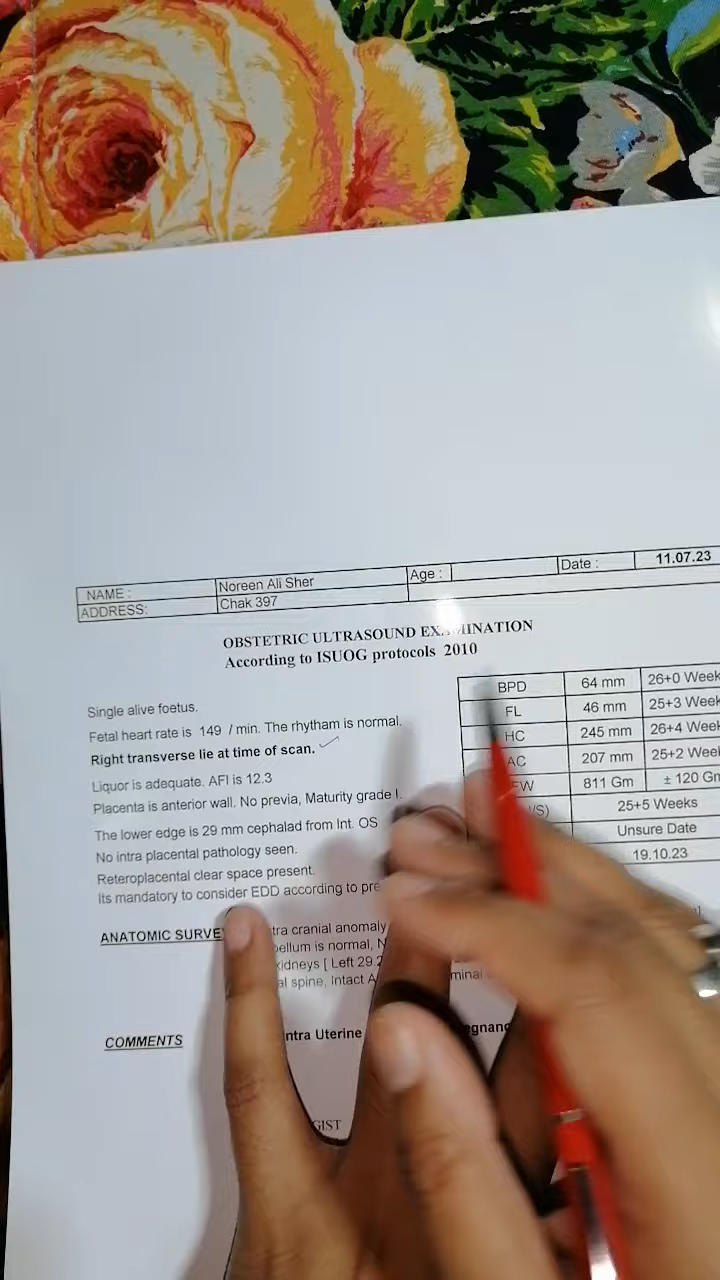 NAME: Noreen Ali Sher Age : Date : 11.07.23
ADDRESS: Chak 397
OBSTETRIC ULTRASOUND EXAMINATION
According to ISUOG protocols 2010
Single alive foetus.
Fetal heart rate is 149 / min. The rhytham is normal.
Right transverse lie at time of scan.
Liquor is adequate. AFI is 12.3
Placenta is anterior wall. No previa, Maturity grade I.
The lower edge is 29 mm cephalad from Int. OS
No intra placental pathology seen.
Reteroplacental clear space present.
Its mandatory to consider EDD according to pre
BPD 64 mm 26+0 Week
FL 46 mm 25+3 Week
HC 245 mm 26+4 Week
AC 207 mm 25+2 Week
811 Gm ± 120 Gm
25+5 Weeks
Unsure Date
19.10.23
ANATOMIC SURVE tra cranial anomaly
ellum is normal, N
kidneys [ Left 29.2
al spine, Intact A minal
COMMENTS ntra Uterine egnanc
GIST